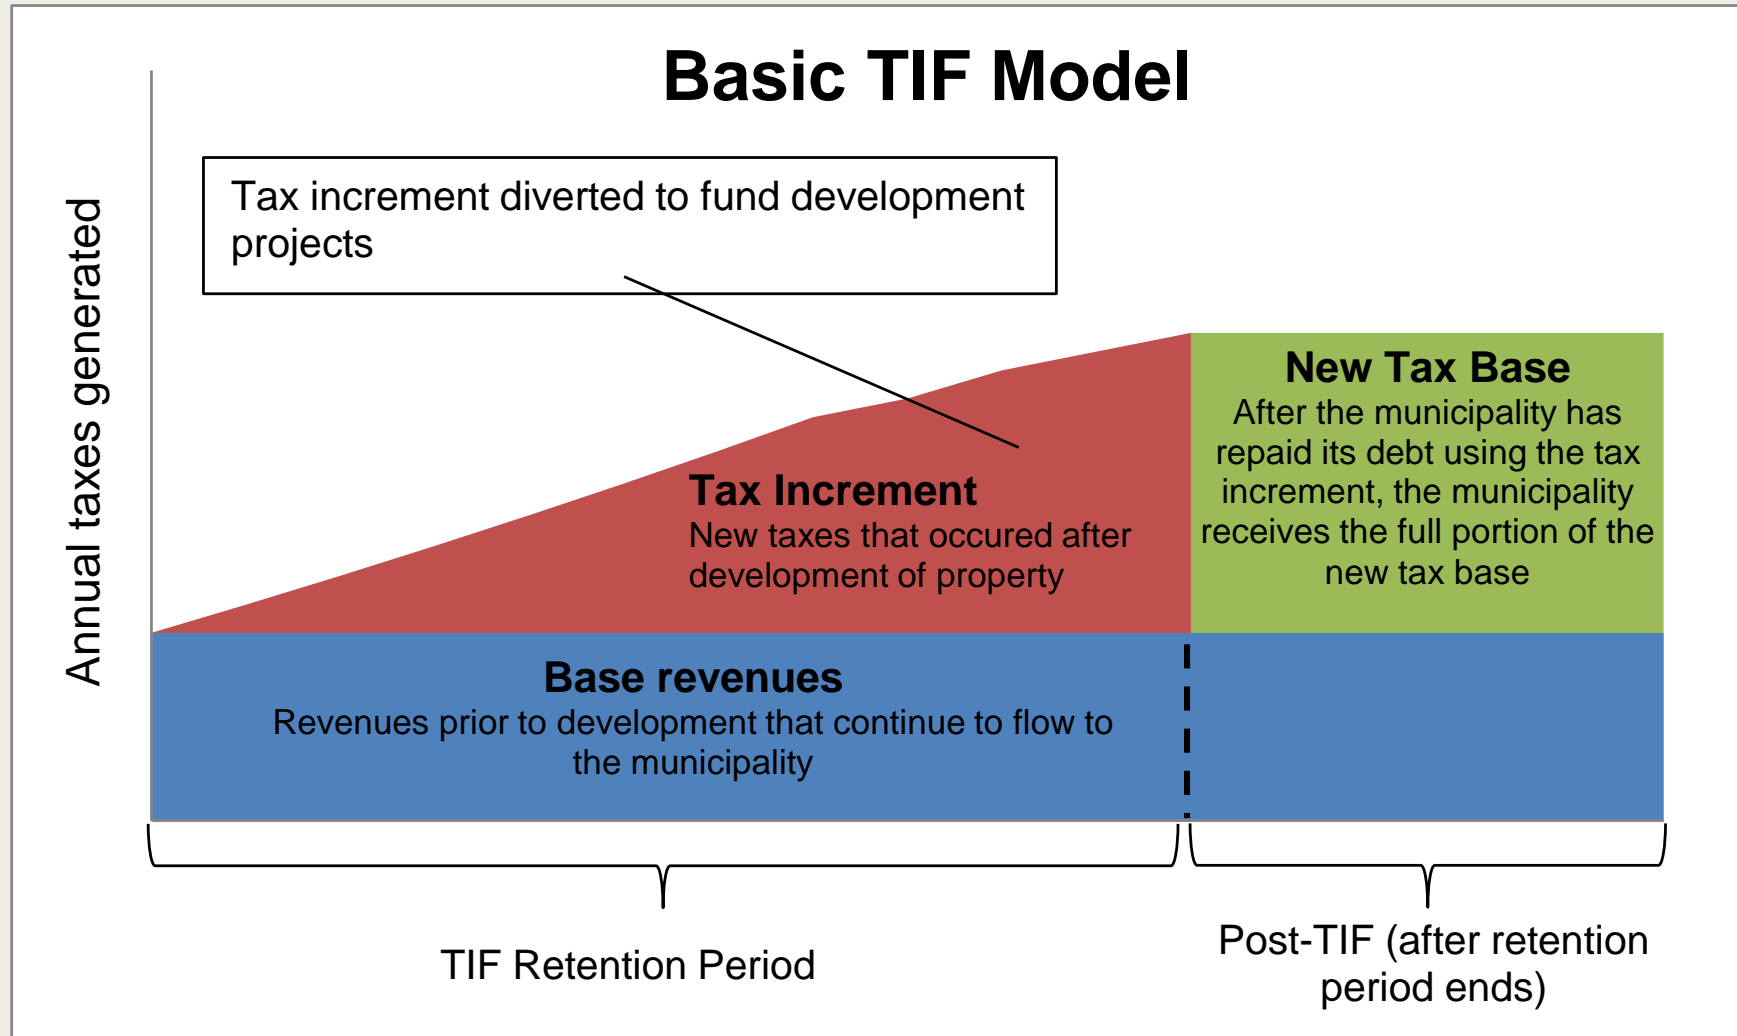 Basic TIF Model
Tax increment diverted to fund development
projects
Annual taxes generated
New Tax Base
After the municipality has
repaid its debt using the tax
increment, the municipality
receives the full portion of the
new tax base
Tax Increment
New taxes that occured after
development of property
Base revenues
Revenues prior to development that continue to flow to
the municipality
TIF Retention Period
Post-TIF (after retention
period ends)